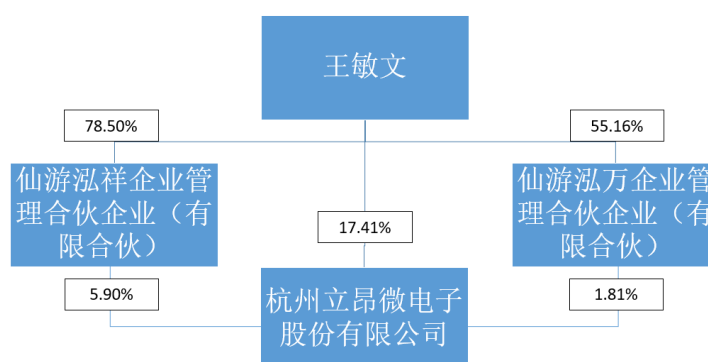 王敏文
78.50%
55.16%
仙游泓祥企业管
理合伙企业（有
限合伙）
17.41%
仙游泓万企业管
理合伙企业（有
限合伙）
5.90%
杭州立昂微电子
股份有限公司
1.81%